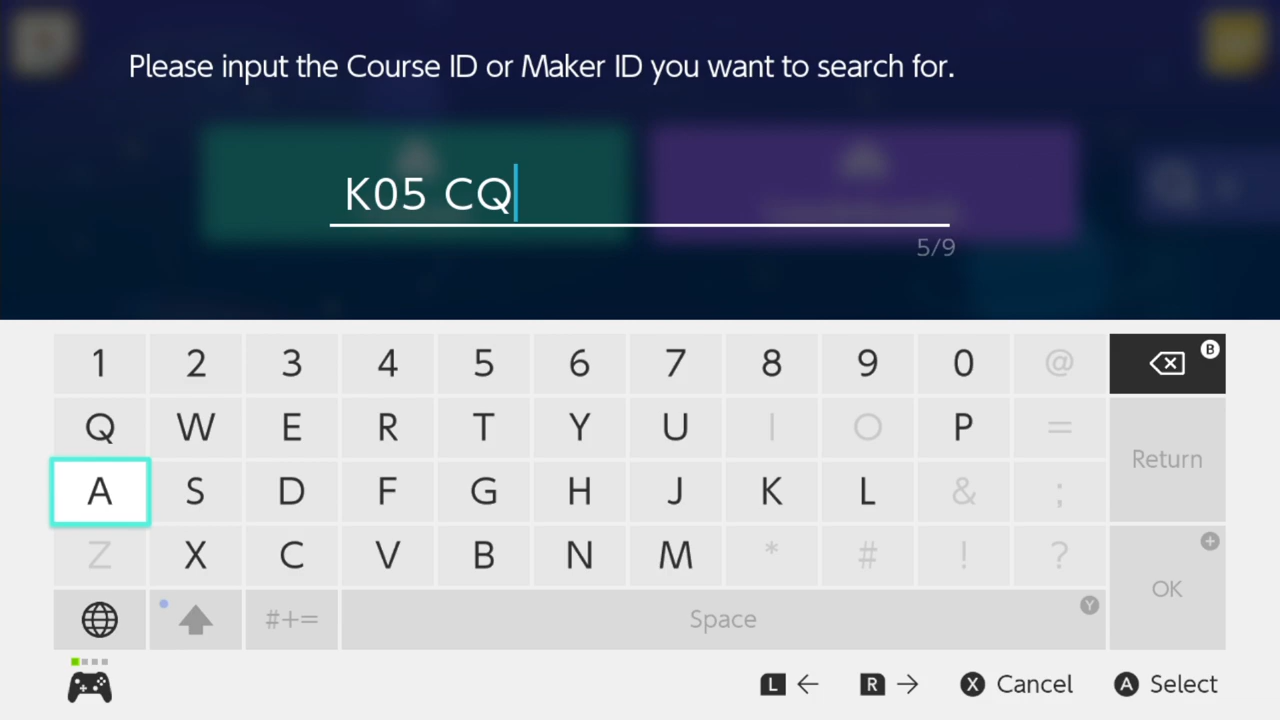 Please input the Course ID or Maker ID you want to search for.
K05 CQ
5/9
1 2 3 4 5 6 7 8 9 0 @ B
Q W E R T Y U I O P = Return
A S D F G H J K L & ;
Z X C V B N M * # ! ? + OK
#+= Space Y
L ← R → X Cancel A Select